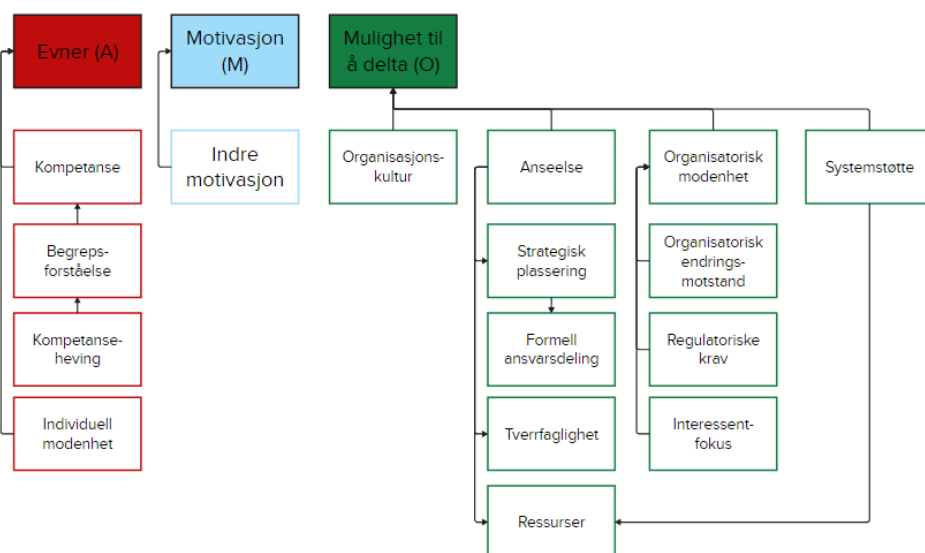 Evner (A)
Motivasjon
(M)
Mulighet til
å delta (O)
Kompetanse
Indre
motivasjon
Organisasjons-
kultur
Anseelse
Organisatorisk
modenhet
Systemstøtte
Begreps-
forståelse
Strategisk
plassering
Organisatorisk
endrings-
motstand
Kompetanse-
heving
Formell
ansvarsdeling
Regulatoriske
krav
Individuell
modenhet
Tverrfaglighet
Interessent-
fokus
Ressurser